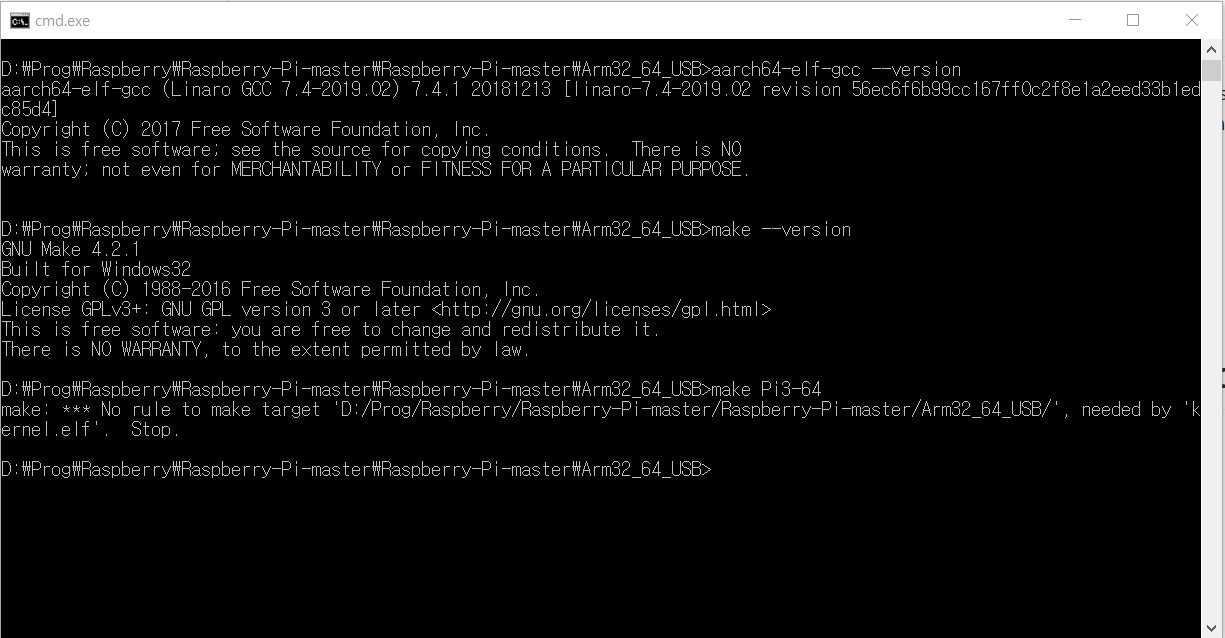 cmd.exe
D:₩Prog₩Raspberry₩Raspberry-Pi-master₩Raspberry-Pi-master₩Arm32_64_USB>aarch64-elf-gcc --version
aarch64-elf-gcc (Linaro GCC 7.4-2019.02) 7.4.1 20181213 [linaro-7.4-2019.02 revision 56ec6f6b99cc167ff0c2f8e1a2eed33b1ed
c85d4]
Copyright (C) 2017 Free Software Foundation, Inc.
This is free software; see the source for copying conditions.  There is NO
warranty; not even for MERCHANTABILITY or FITNESS FOR A PARTICULAR PURPOSE.
D:₩Prog₩Raspberry₩Raspberry-Pi-master₩Raspberry-Pi-master₩Arm32_64_USB>make --version
GNU Make 4.2.1
Built for Windows32
Copyright (C) 1988-2016 Free Software Foundation, Inc.
License GPLv3+: GNU GPL version 3 or later <http://gnu.org/licenses/gpl.html>
This is free software: you are free to change and redistribute it.
There is NO WARRANTY, to the extent permitted by law.
D:₩Prog₩Raspberry₩Raspberry-Pi-master₩Raspberry-Pi-master₩Arm32_64_USB>make Pi3-64
make: *** No rule to make target 'D:/Prog/Raspberry/Raspberry-Pi-master/Raspberry-Pi-master/Arm32_64_USB/', needed by 'k
ernel.elf'.  Stop.
D:₩Prog₩Raspberry₩Raspberry-Pi-master₩Raspberry-Pi-master₩Arm32_64_USB>